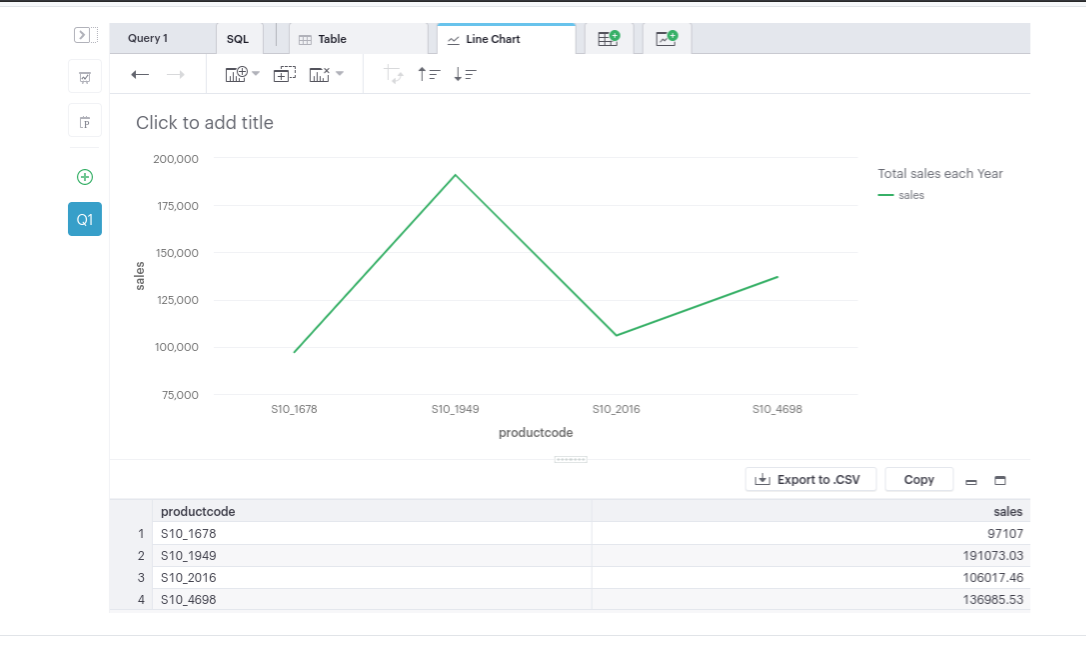 Query 1 SQL Table Line Chart
P
Click to add title
200,000
175,000
150,000
125,000
100,000
75,000
sales
S10_1678 S10_1949 S10_2016 S10_4698
productcode
Total sales each Year
sales
Q1
Export to .CSV Copy
productcode sales
1 S10_1678 97107
2 S10_1949 191073.03
3 S10_2016 106017.46
4 S10_4698 136985.53